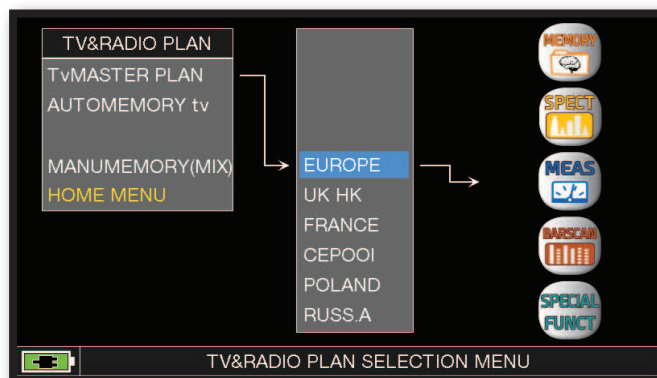 TV&RADIO PLAN
TvMASTER PLAN
AUTOMEMORY tv
MANUMEMORY(MIX)
HOME MENU
EUROPE
UK HK
FRANCE
CEPOOI
POLAND
RUSS.A
MEMORY
SPECT
MEAS
BARSCAN
SPECIAL
FUNCT
TV&RADIO PLAN SELECTION MENU